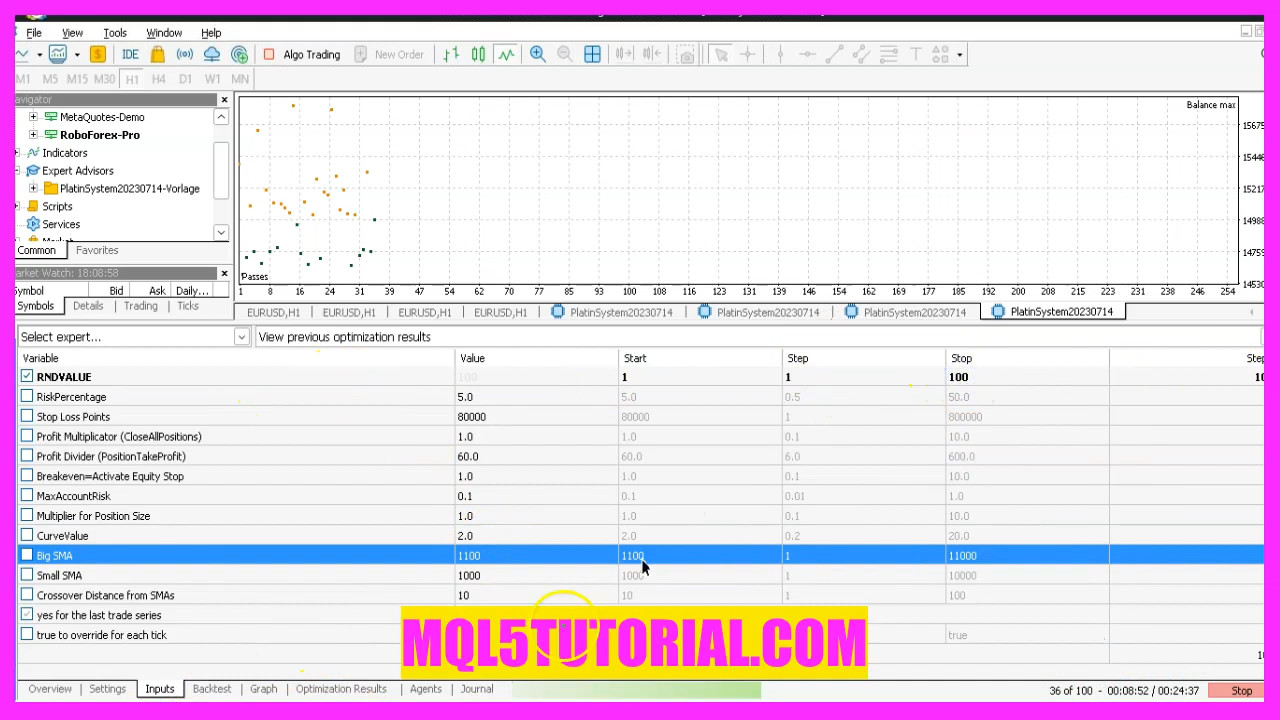 File View Tools Window Help
IDE Algo Trading New Order
M1 M5 M15 M30 H1 H4 D1 W1 MN
avigator
MetaQuotes-Demo
RoboForex-Pro
Indicators
Expert Advisors
PlatinSystem20230714-Vorlage
Scripts
Services
Common Favorites
arket Watch: 18:08:58
ymbol Bid Ask Daily...
Symbols Details Trading Ticks
Balance max
15675
15446
15217
14988
14759
14530
Passes
1 8 16 24 31 39 47 54 62 70 77 85 93 100 108 116 123 131 139 146 154 162 169 177 185 192 200 208 215 223 231 238 246 254
EURUSD,H1 EURUSD,H1 EURUSD,H1 EURUSD,H1 PlatinSystem20230714 PlatinSystem20230714 PlatinSystem20230714 PlatinSystem20230714
Select expert... View previous optimization results
Variable Value Start Step Stop Step
RNDVALUE 100 1 1 100 10
RiskPercentage 5.0 5.0 0.5 50.0
Stop Loss Points 80000 80000 1 800000
Profit Multiplicator (CloseAllPositions) 1.0 1.0 0.1 10.0
Profit Divider (PositionTakeProfit) 60.0 60.0 6.0 600.0
Breakeven=Activate Equity Stop 1.0 1.0 0.1 10.0
MaxAccountRisk 0.1 0.1 0.01 1.0
Multiplier for Position Size 1.0 1.0 0.1 10.0
CurveValue 2.0 2.0 0.2 20.0
Big SMA 1100 1100 1 11000
Small SMA 1000 1000 1 10000
Crossover Distance from SMAs 10 10 1 100
yes for the last trade series
true to override for each tick true
10
MQL5TUTORIAL.COM
Overview Settings Inputs Backtest Graph Optimization Results Agents Journal 36 of 100 - 00:08:52 / 00:24:37 Stop